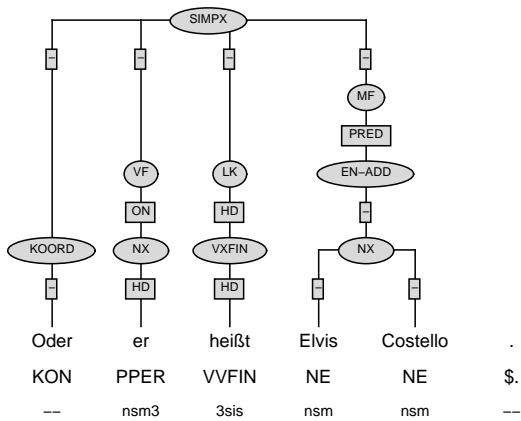 SIMPX
– – – –
MF
PRED
VF LK EN–ADD
ON HD –
KOORD NX VXFIN NX
– HD HD – –
Oder er heißt Elvis Costello .
KON PPER VVFIN NE NE $.
–– nsm3 3sis nsm nsm ––